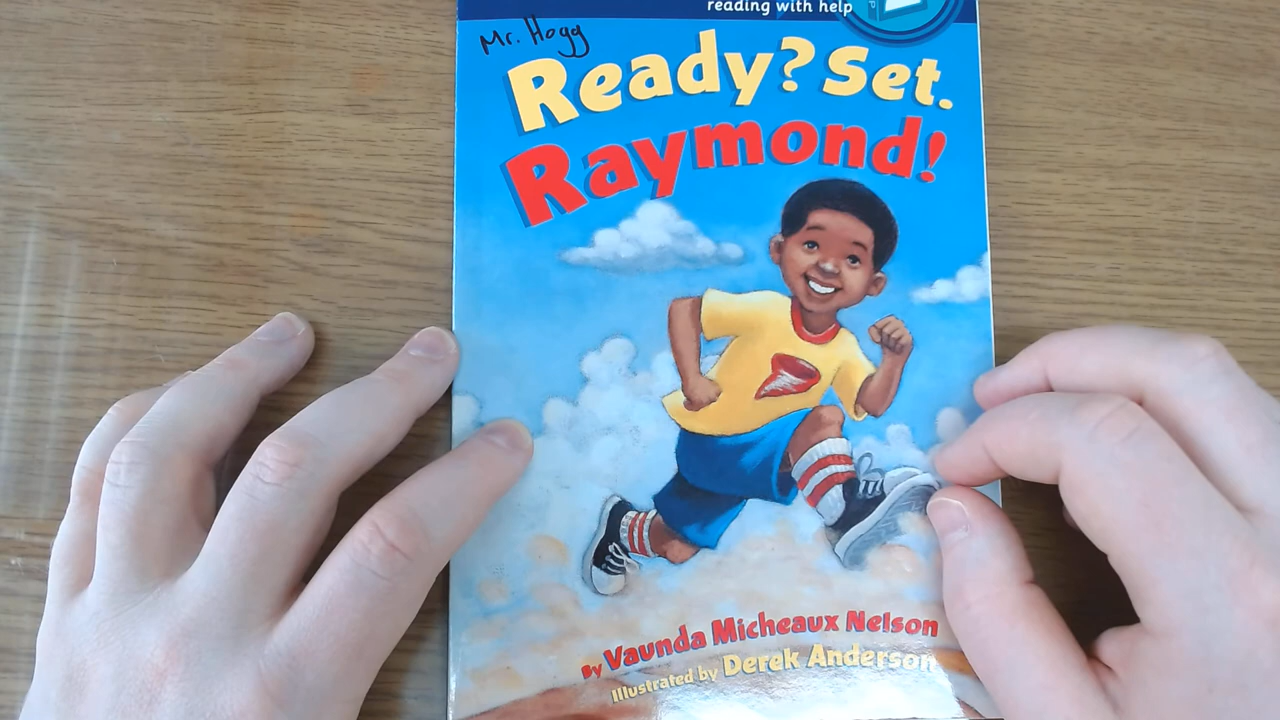 reading with help
Mr. Hogg
Ready? Set.
Raymond!
By Vaunda Micheaux Nelson
Illustrated by Derek Anderson